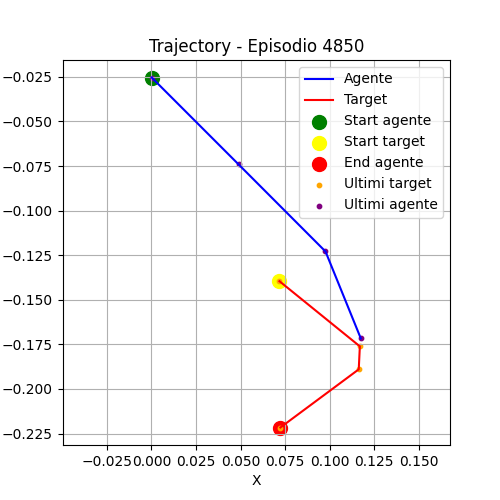 Trajectory - Episodio 4850
Agente
Target
Start agente
Start target
End agente
Ultimi target
Ultimi agente
−0.025
−0.050
−0.075
−0.100
−0.125
−0.150
−0.175
−0.200
−0.225
−0.025 0.000 0.025 0.050 0.075 0.100 0.125 0.150
X